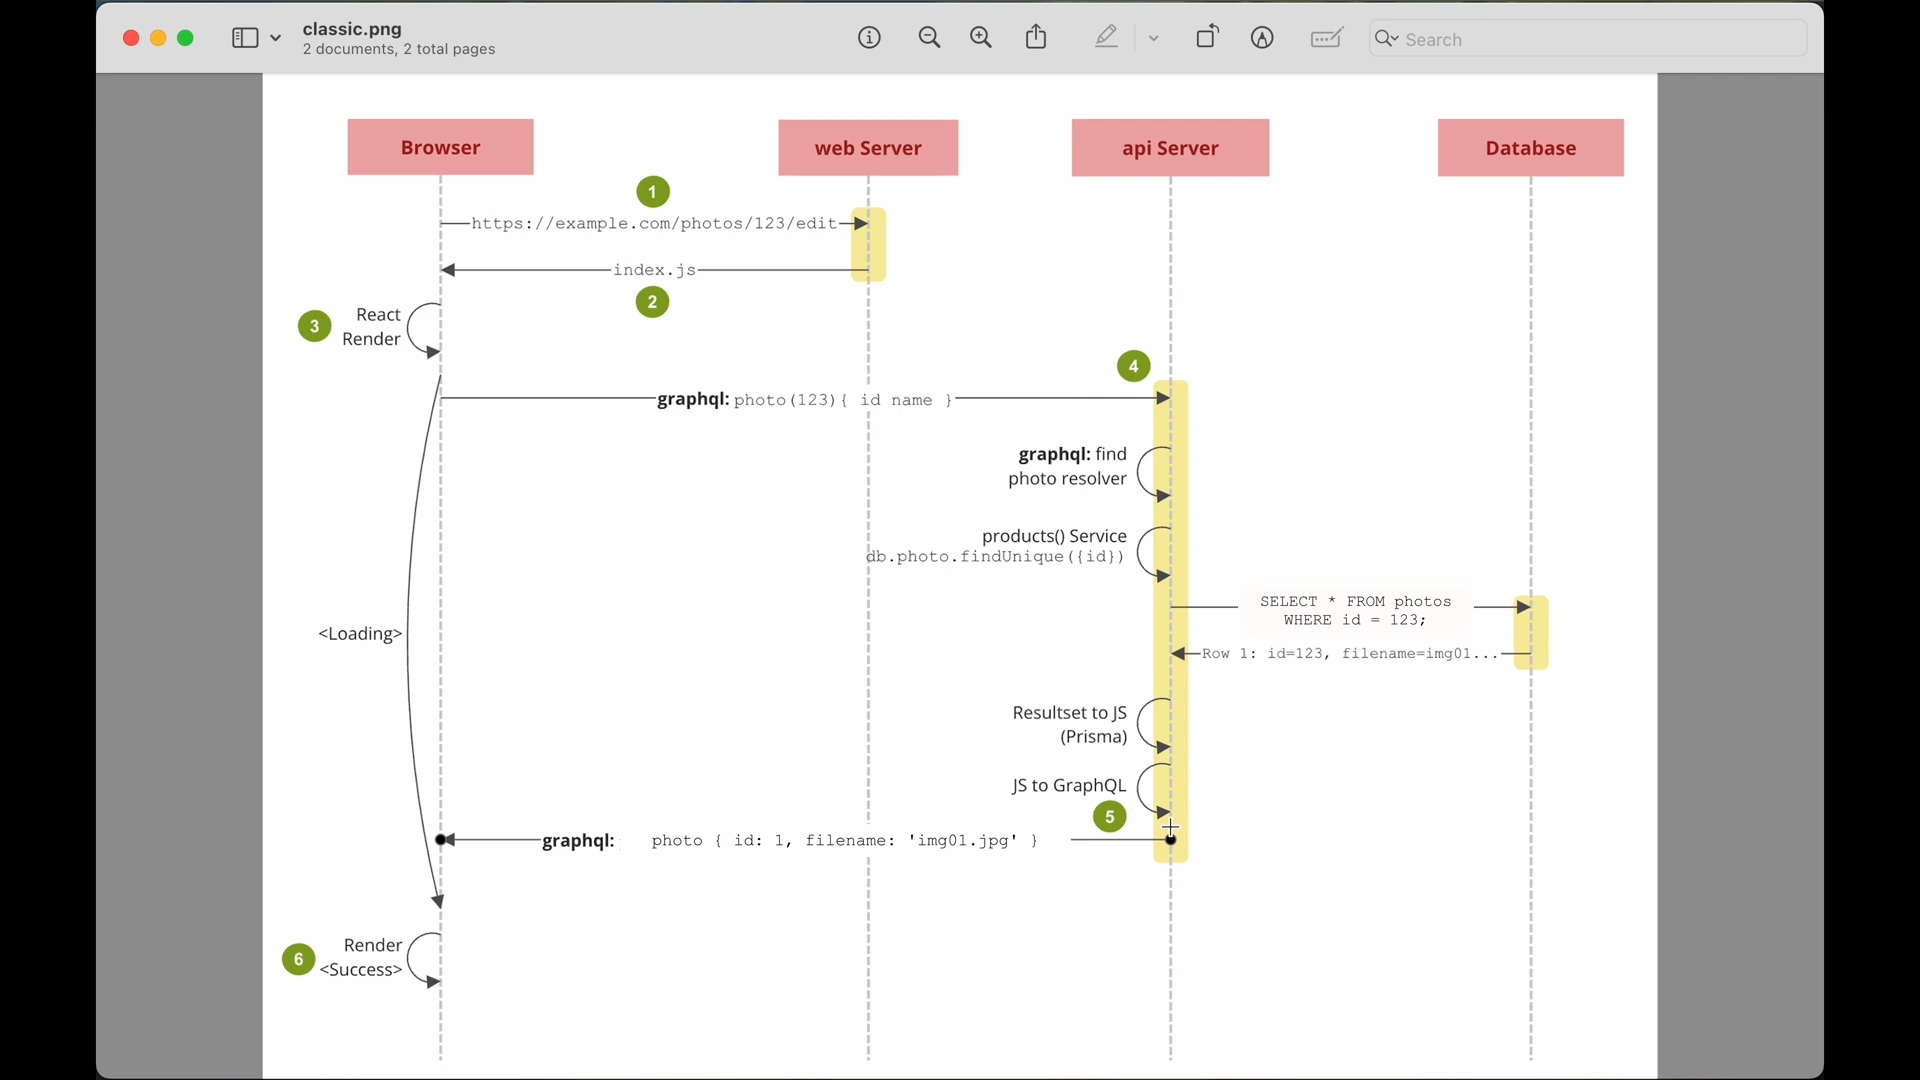 classic.png
2 documents, 2 total pages
Search
Browser
web Server
api Server
Database
1
https://example.com/photos/123/edit
index.js
2
3
React
Render
4
graphql: photo(123){ id name }
graphql: find
photo resolver
products() Service
db.photo.findUnique({id})
SELECT * FROM photos
WHERE id = 123;
<Loading>
Row 1: id=123, filename=img01...
Resultset to JS
(Prisma)
JS to GraphQL
5
graphql: photo { id: 1, filename: 'img01.jpg' }
6
Render
<Success>